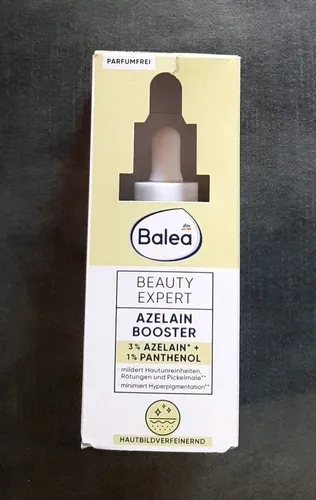 PARFUMFREI
dm
Balea
BEAUTY
EXPERT
AZELAIN
BOOSTER
3% AZELAIN* +
1% PANTHENOL
mildert Hautunreinheiten,
Rötungen und Pickelmale**
minimiert Hyperpigmentation**
HAUTBILDVERFEINERND